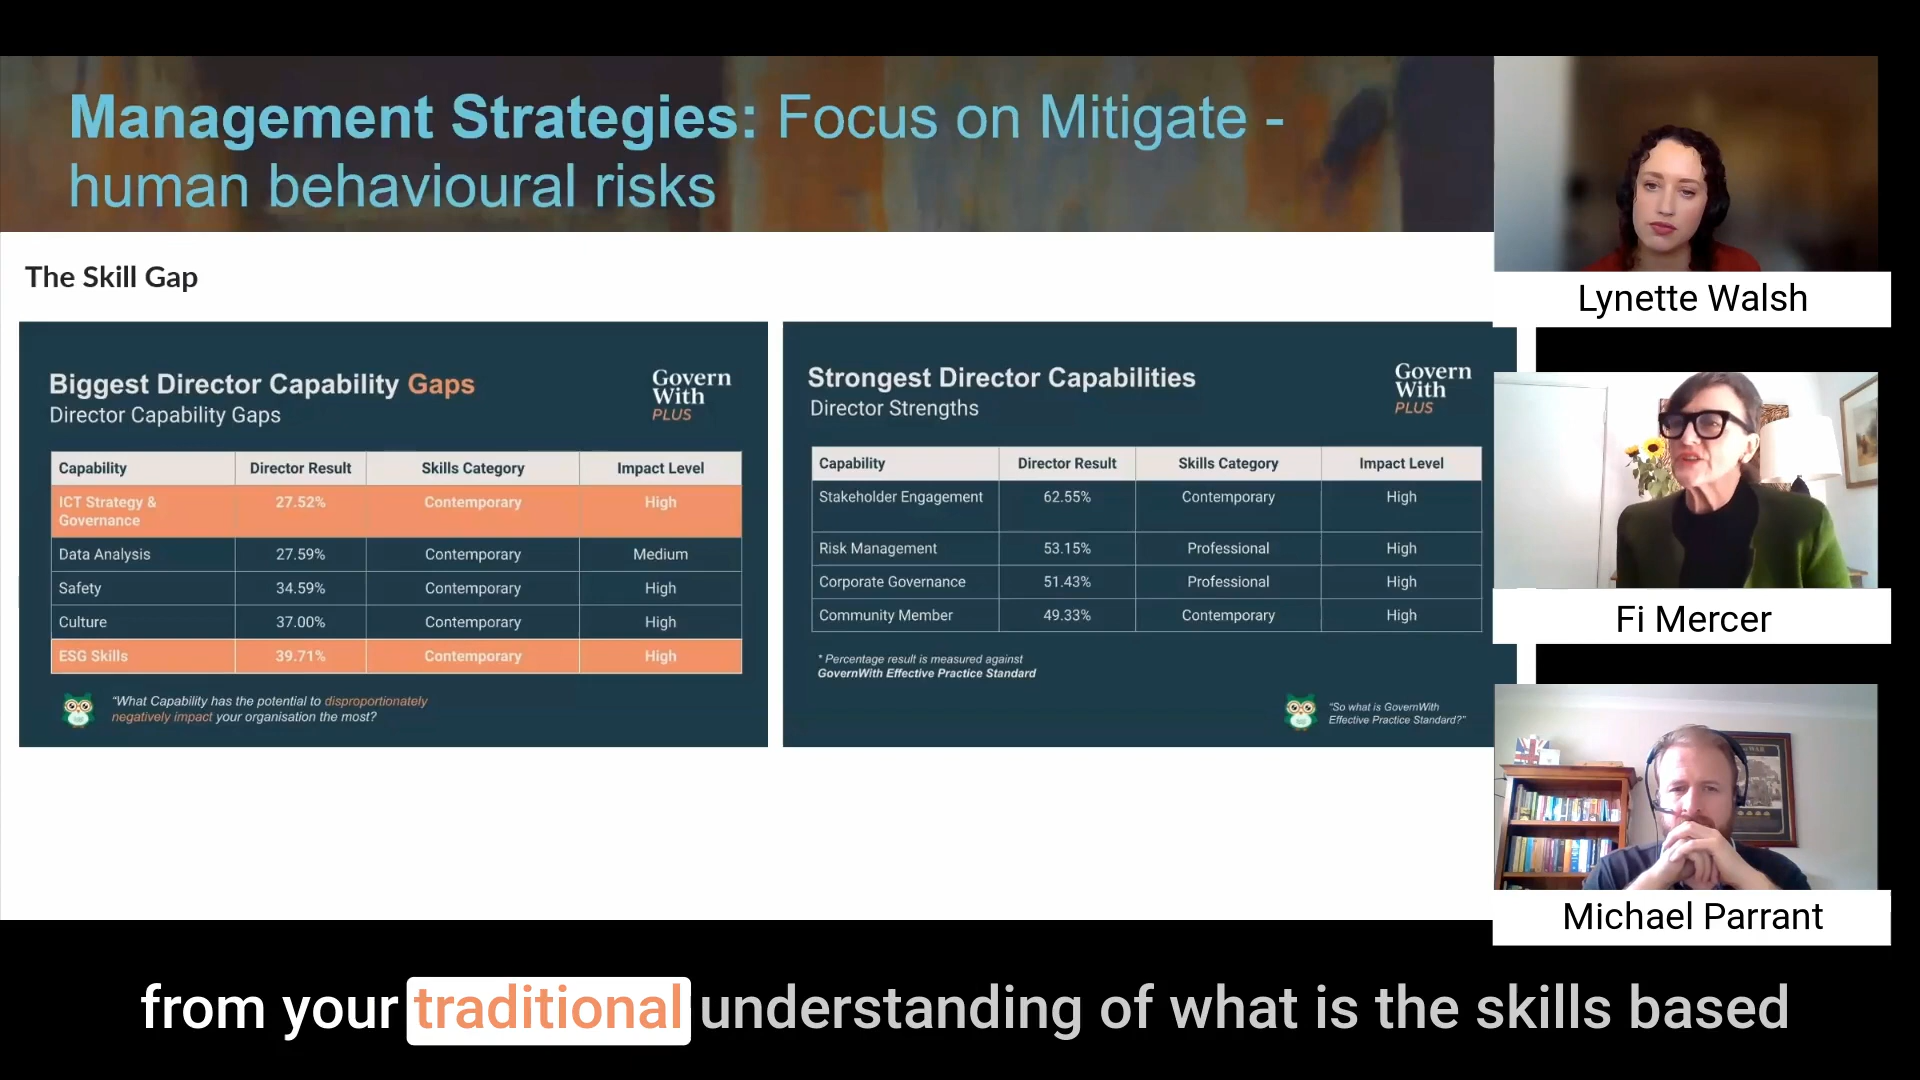 Management Strategies: Focus on Mitigate -
human behavioural risks
The Skill Gap
Biggest Director Capability Gaps
Director Capability Gaps
Govern
With
PLUS
Capability Director Result Skills Category Impact Level
ICT Strategy &
Governance 27.52% Contemporary High
Data Analysis 27.59% Contemporary Medium
Safety 34.59% Contemporary High
Culture 37.00% Contemporary High
ESG Skills 39.71% Contemporary High
"What Capability has the potential to disproportionately
negatively impact your organisation the most?
Strongest Director Capabilities
Director Strengths
Govern
With
PLUS
Capability Director Result Skills Category Impact Level
Stakeholder Engagement 62.55% Contemporary High
Risk Management 53.15% Professional High
Corporate Governance 51.43% Professional High
Community Member 49.33% Contemporary High
* Percentage result is measured against
GovernWith Effective Practice Standard
"So what is GovernWith
Effective Practice Standard?"
Lynette Walsh
Fi Mercer
Michael Parrant
from your traditional understanding of what is the skills based